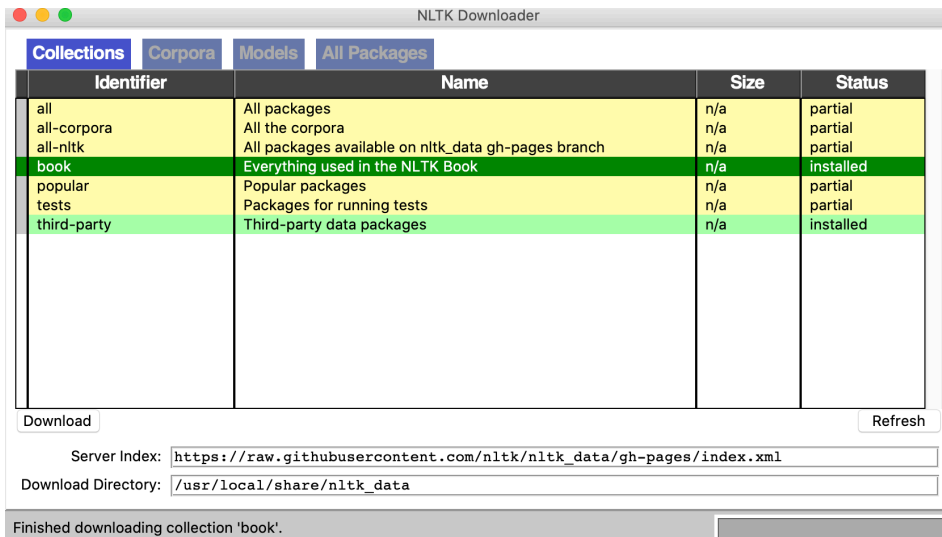 NLTK Downloader
Collections Corpora Models All Packages
Identifier Name Size Status
all All packages n/a partial
all-corpora All the corpora n/a partial
all-nltk All packages available on nltk_data gh-pages branch n/a partial
book Everything used in the NLTK Book n/a installed
popular Popular packages n/a partial
tests Packages for running tests n/a partial
third-party Third-party data packages n/a installed
Download Refresh
Server Index: https://raw.githubusercontent.com/nltk/nltk_data/gh-pages/index.xml
Download Directory: /usr/local/share/nltk_data
Finished downloading collection 'book'.